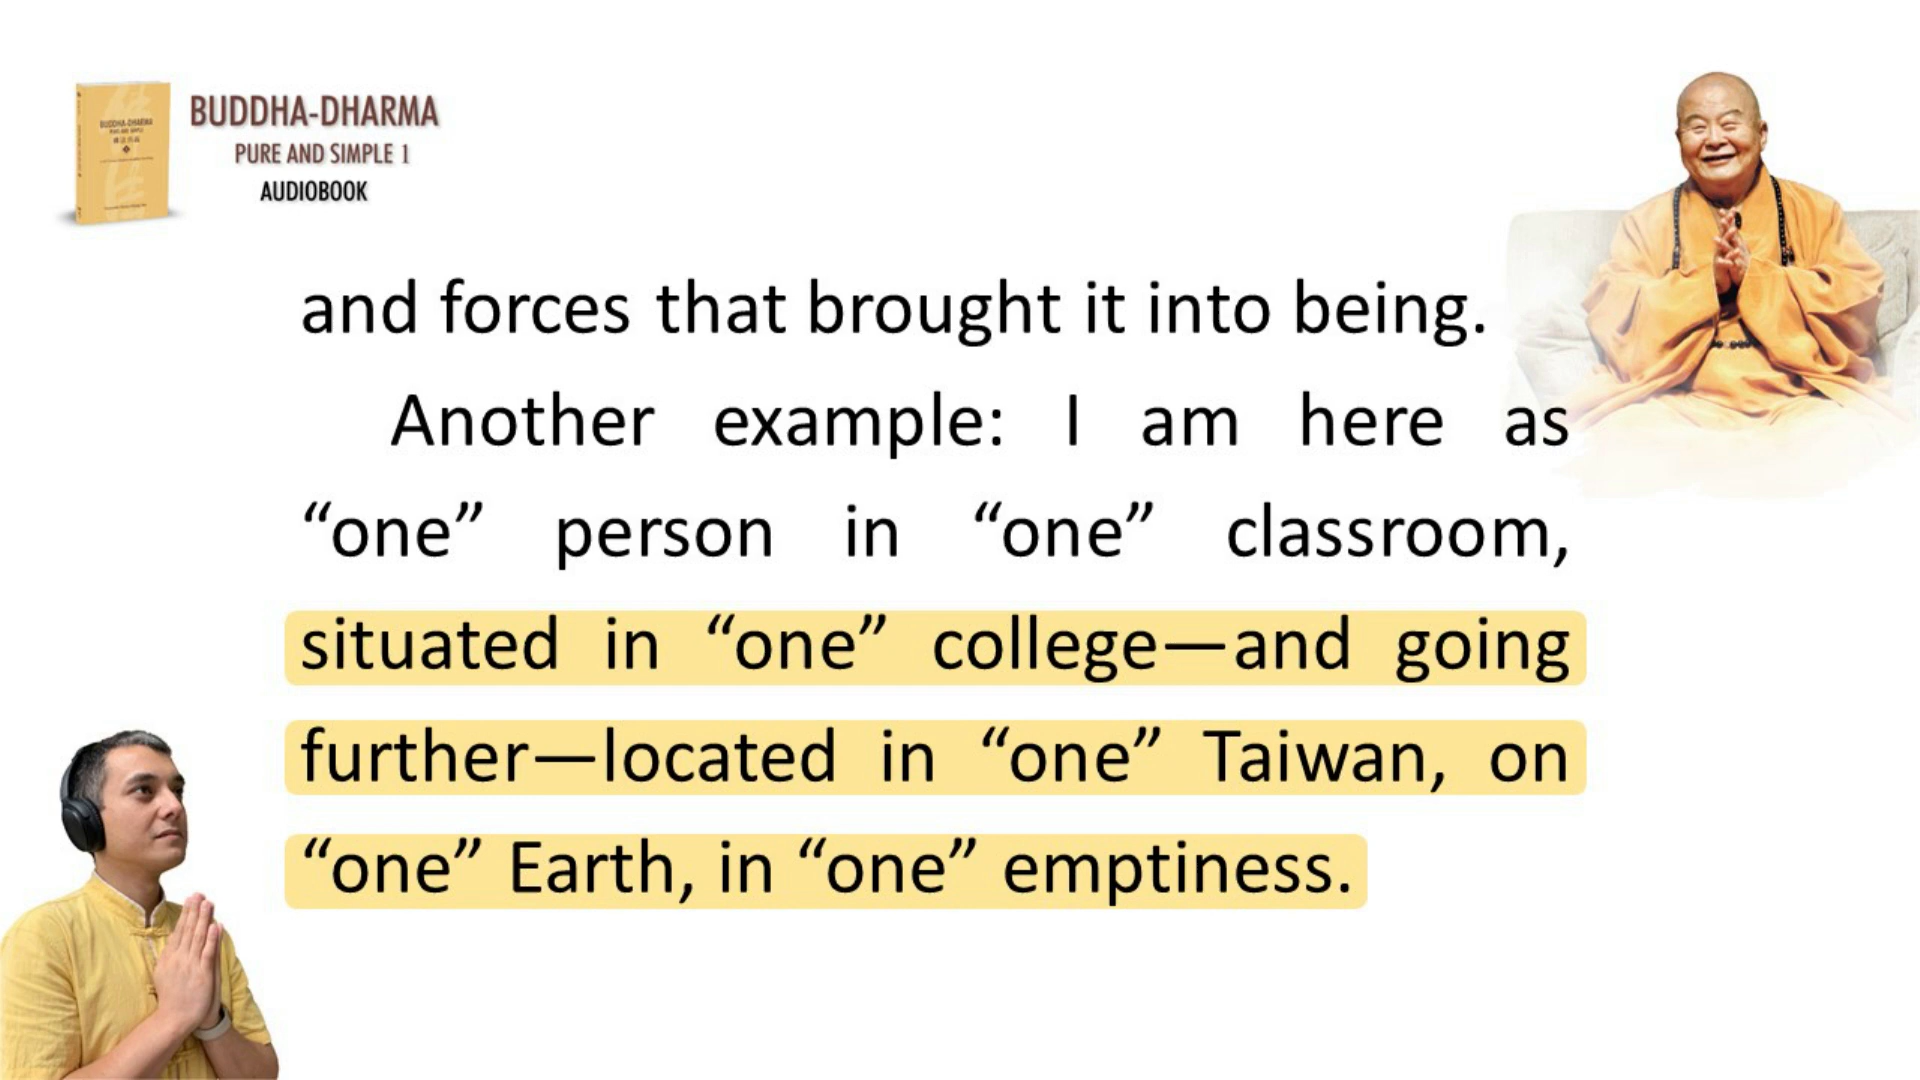 BUDDHA-DHARMA
PURE AND SIMPLE 1
AUDIOBOOK
BUDDHA-DHARMA
and forces that brought it into being.
Another example: I am here as
“one” person in “one” classroom,
situated in “one” college—and going
further—located in “one” Taiwan, on
“one” Earth, in “one” emptiness.